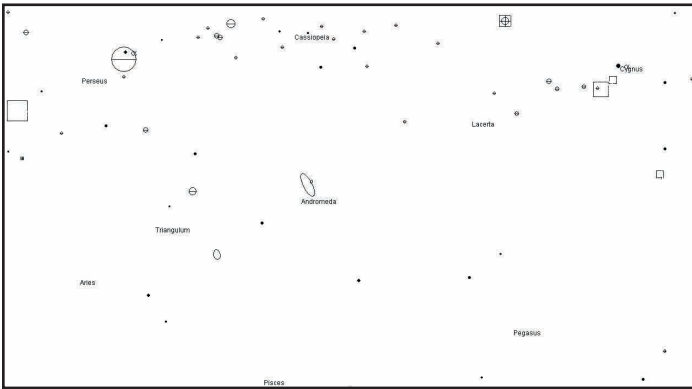 Cassiopeia
Cygnus
Perseus
Lacerta
Andromeda
Triangulum
Aries
Pegasus
Pisces